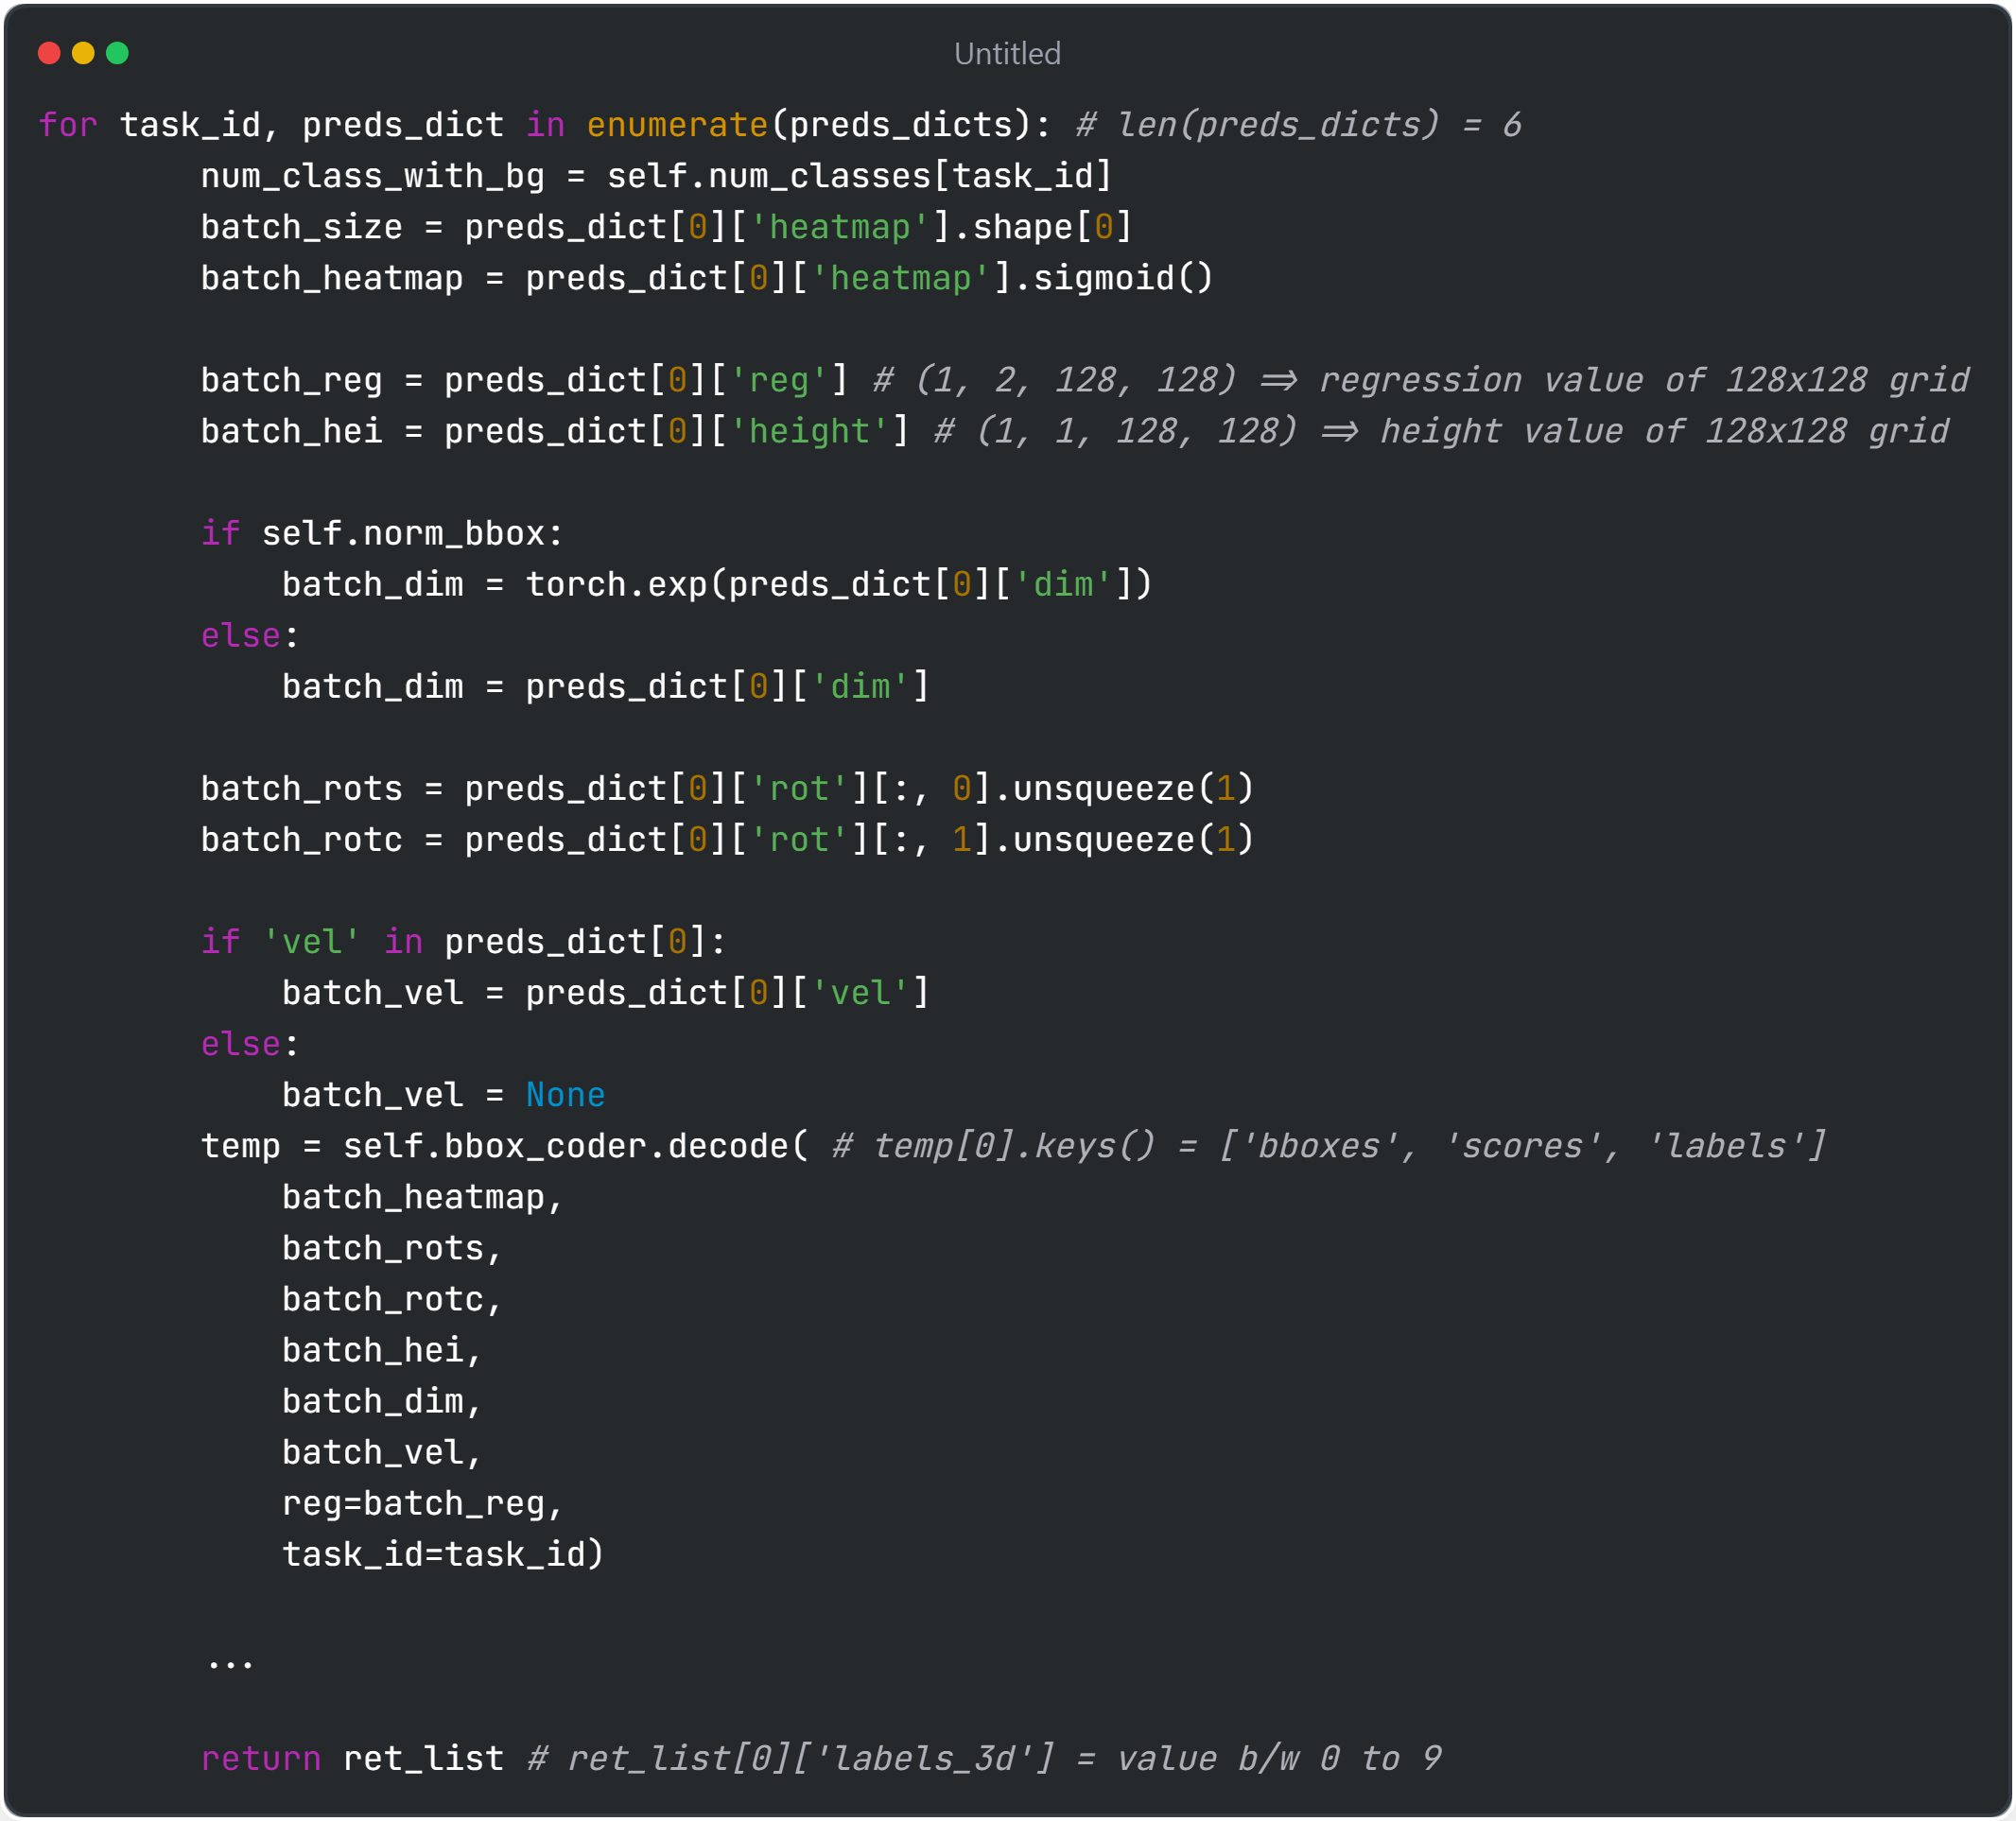 Untitled
for task_id, preds_dict in enumerate(preds_dicts): # len(preds_dicts) = 6
        num_class_with_bg = self.num_classes[task_id]
        batch_size = preds_dict[0]['heatmap'].shape[0]
        batch_heatmap = preds_dict[0]['heatmap'].sigmoid()
        batch_reg = preds_dict[0]['reg'] # (1, 2, 128, 128) => regression value of 128x128 grid
        batch_hei = preds_dict[0]['height'] # (1, 1, 128, 128) => height value of 128x128 grid
        if self.norm_bbox:
            batch_dim = torch.exp(preds_dict[0]['dim'])
        else:
            batch_dim = preds_dict[0]['dim']
        batch_rots = preds_dict[0]['rot'][:, 0].unsqueeze(1)
        batch_rotc = preds_dict[0]['rot'][:, 1].unsqueeze(1)
        if 'vel' in preds_dict[0]:
            batch_vel = preds_dict[0]['vel']
        else:
            batch_vel = None
        temp = self.bbox_coder.decode( # temp[0].keys() = ['bboxes', 'scores', 'labels']
            batch_heatmap,
            batch_rots,
            batch_rotc,
            batch_hei,
            batch_dim,
            batch_vel,
            reg=batch_reg,
            task_id=task_id)
        ...
        return ret_list # ret_list[0]['labels_3d'] = value b/w 0 to 9